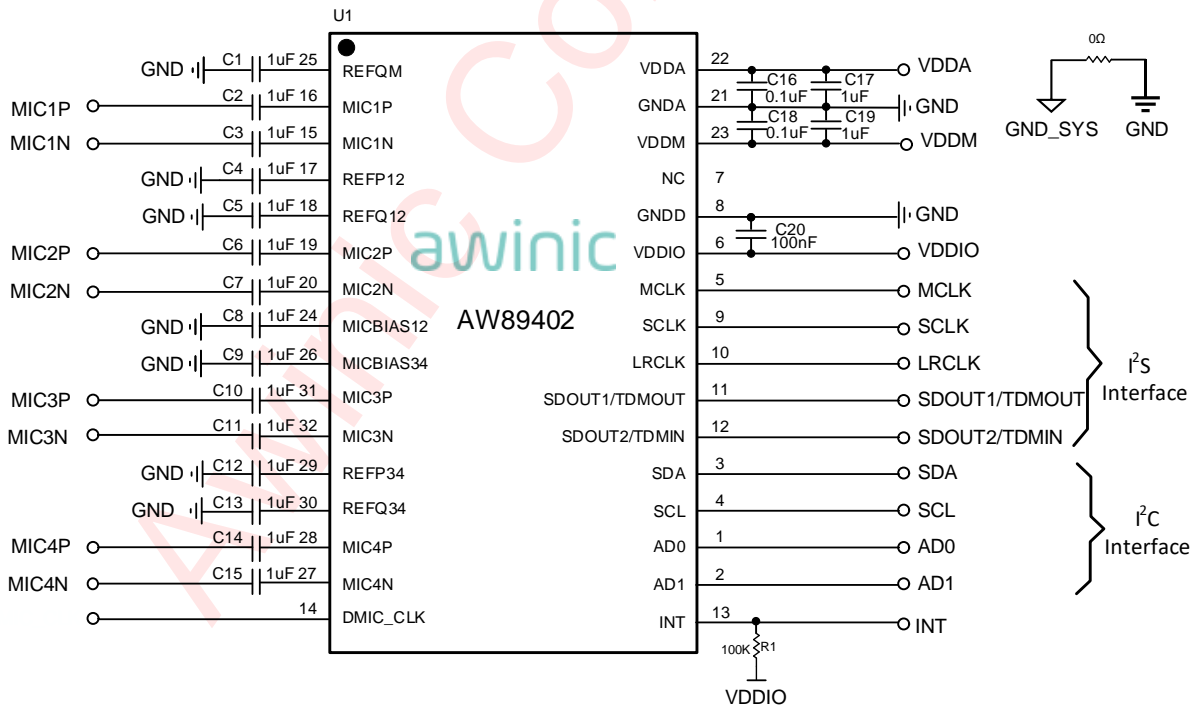 U1
GND C1 1uF 25 REFQM
MIC1P C2 1uF 16 MIC1P
MIC1N C3 1uF 15 MIC1N
GND C4 1uF 17 REFP12
GND C5 1uF 18 REFQ12
MIC2P C6 1uF 19 MIC2P
MIC2N C7 1uF 20 MIC2N
GND C8 1uF 24 MICBIAS12
GND C9 1uF 26 MICBIAS34
MIC3P C10 1uF 31 MIC3P
MIC3N C11 1uF 32 MIC3N
GND C12 1uF 29 REFP34
GND C13 1uF 30 REFQ34
MIC4P C14 1uF 28 MIC4P
MIC4N C15 1uF 27 MIC4N
14 DMIC_CLK
awinic
AW89402
VDDA 22 VDDA
C16 C17
0.1uF 1uF
GNDA 21 GND
C18 C19
0.1uF 1uF
VDDM 23 VDDM
NC 7
GNDD 8 GND
C20
100nF
VDDIO 6 VDDIO
MCLK 5 MCLK
SCLK 9 SCLK
LRCLK 10 LRCLK
SDOUT1/TDMOUT 11 SDOUT1/TDMOUT
SDOUT2/TDMIN 12 SDOUT2/TDMIN
SDA 3 SDA
SCL 4 SCL
AD0 1 AD0
AD1 2 AD1
INT 13 INT
100K R1
VDDIO
0Ω
GND_SYS GND
I²S
Interface
I²C
Interface
Awinic Co